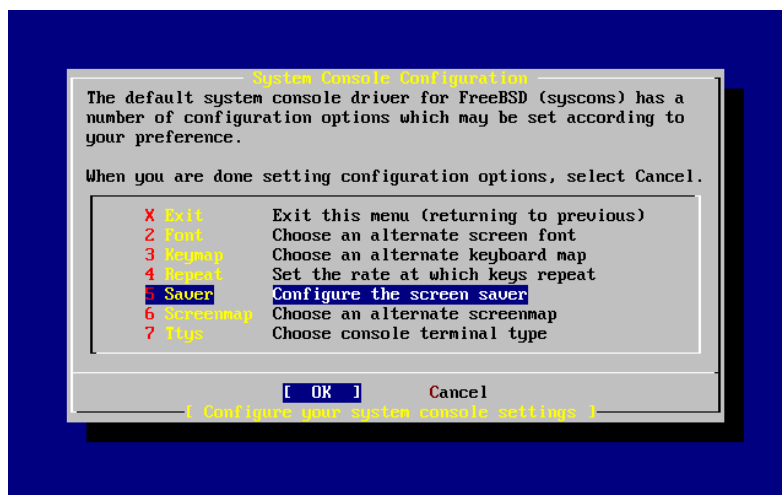 System Console Configuration
The default system console driver for FreeBSD (syscons) has a
number of configuration options which may be set according to
your preference.
When you are done setting configuration options, select Cancel.
X Exit Exit this menu (returning to previous)
2 Font Choose an alternate screen font
3 Keymap Choose an alternate keyboard map
4 Repeat Set the rate at which keys repeat
5 Saver Configure the screen saver
6 Screenmap Choose an alternate screenmap
7 Ttys Choose console terminal type
[ OK ] Cancel
[ Configure your system console settings ]